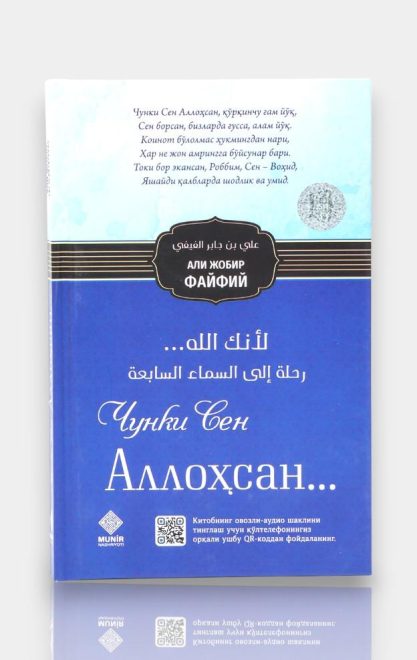 Чунки Сен Аллоҳсан, қўрқинчу ғам йўқ,
Сен борсан, бизларда ғусса, алам йўқ.
Коинот бўлолмас ҳукмингдан нари,
Ҳар не жон амрингга бўйсунар бари.
Токи бор экансан, Роббим, Сен – Воҳид,
Яшайди қалбларда шодлик ва умид.
علي بن جابر الفيفي
АЛИ ЖОБИР
ФАЙФИЙ
لأنك الله...
رحلة إلى السماء السابعة
Чунки Сен
Аллоҳсан...
MUNIR
NASHRIYOTI
Китобнинг овозли-аудио шаклини
тинглаш учун қўлтелефонингиз
орқали ушбу QR-коддан фойдаланинг.